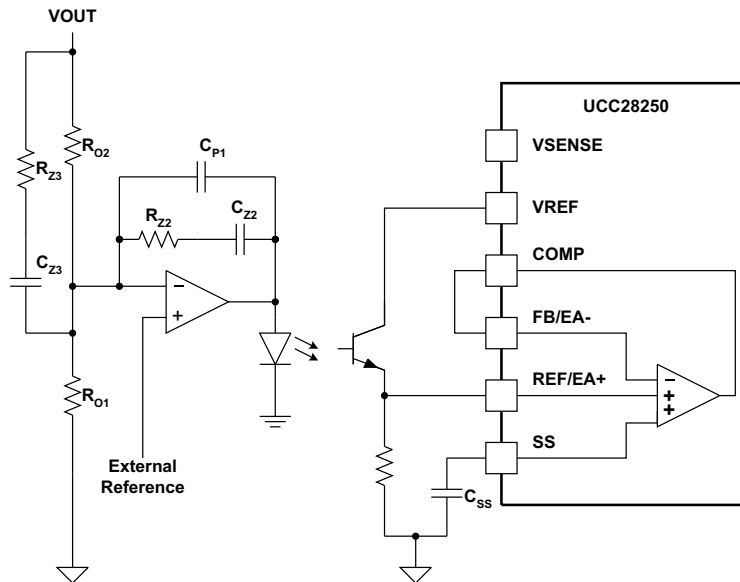 VOUT
UCC28250
CP1
RO2
RZ3
VSENSE
RZ2
CZ2
VREF
COMP
CZ3
−
+
FB/EA-
REF/EA+
−
+
+
RO1
External
Reference
SS
CSS